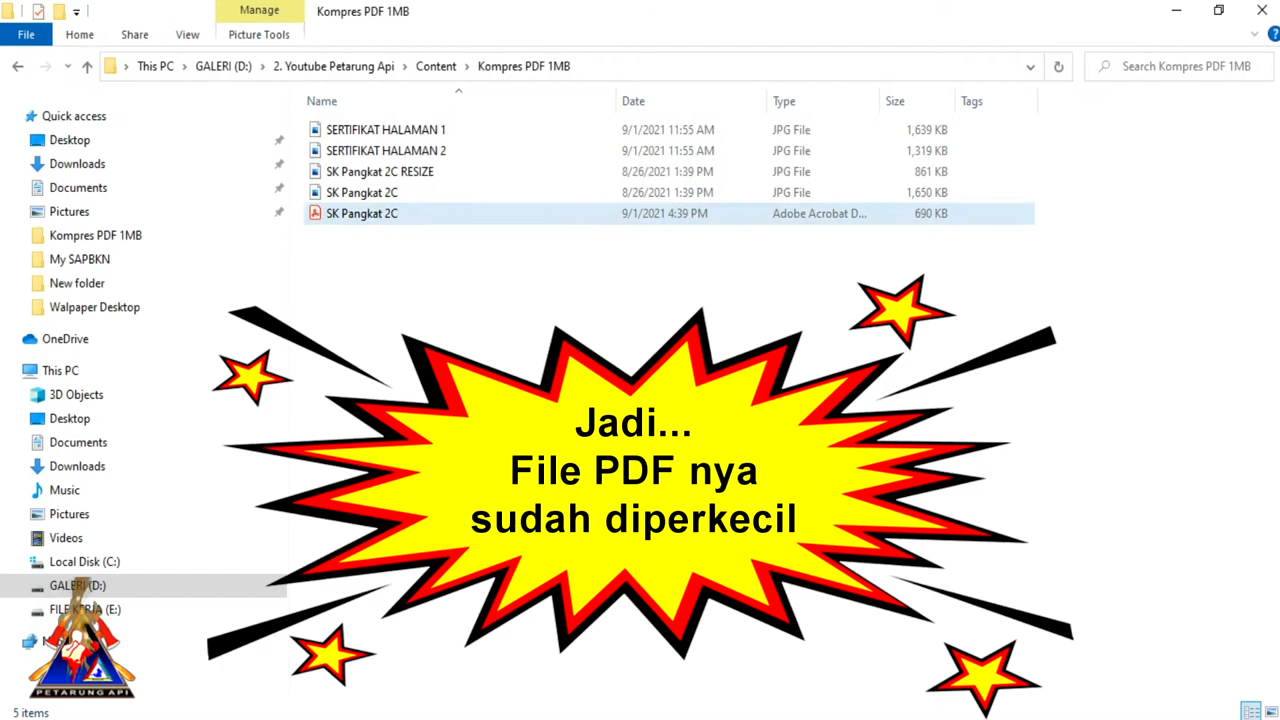 Manage
Kompres PDF 1MB
File
Home
Share
View
Picture Tools
This PC
GALERI (D:)
2. Youtube Petarung Api
Content
Kompres PDF 1MB
Search Kompres PDF 1MB
Name
Date
Type
Size
Tags
SERTIFIKAT HALAMAN 1
9/1/2021 11:55 AM
JPG File
1,639 KB
SERTIFIKAT HALAMAN 2
9/1/2021 11:55 AM
JPG File
1,319 KB
SK Pangkat 2C RESIZE
8/26/2021 1:39 PM
JPG File
861 KB
SK Pangkat 2C
8/26/2021 1:39 PM
JPG File
1,650 KB
SK Pangkat 2C
9/1/2021 4:39 PM
Adobe Acrobat D...
690 KB
Quick access
Desktop
Downloads
Documents
Pictures
Kompres PDF 1MB
My SAPBKN
New folder
Walpaper Desktop
OneDrive
This PC
3D Objects
Desktop
Documents
Downloads
Music
Pictures
Videos
Local Disk (C:)
GALERI (D:)
FILE KERJA (E:)
PETARUNG API
5 items
Jadi...
File PDF nya
sudah diperkecil